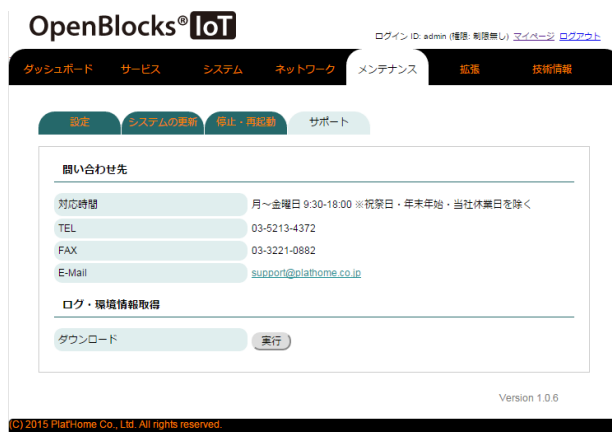 OpenBlocks® IoT
ログイン ID: admin (権限: 制限無し) マイページ ログアウト
ダッシュボード サービス システム ネットワーク メンテナンス 拡張 技術情報
設定 システムの更新 停止・再起動 サポート
問い合わせ先
対応時間 月～金曜日 9:30-18:00 ※祝祭日・年末年始・当社休業日を除く
TEL 03-5213-4372
FAX 03-3221-0882
E-Mail support@plathome.co.jp
ログ・環境情報取得
ダウンロード 実行
Version 1.0.6
(C) 2015 Plat'Home Co., Ltd. All rights reserved.